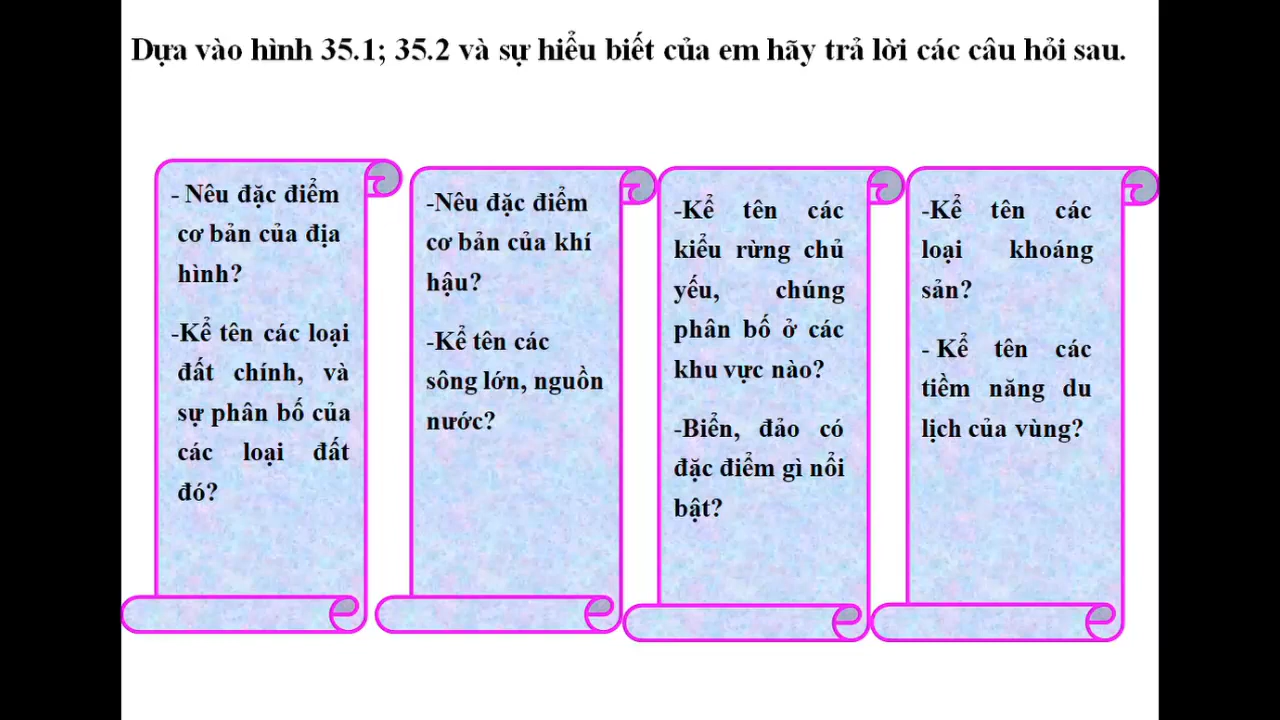 Dựa vào hình 35.1; 35.2 và sự hiểu biết của em hãy trả lời các câu hỏi sau.
- Nêu đặc điểm
cơ bản của địa
hình?
-Kể tên các loại
đất chính, và
sự phân bố của
các loại đất
đó?
-Nêu đặc điểm
cơ bản của khí
hậu?
-Kể tên các
sông lớn, nguồn
nước?
-Kể tên các
kiểu rừng chủ
yếu, chúng
phân bố ở các
khu vực nào?
-Biển, đảo có
đặc điểm gì nổi
bật?
-Kể tên các
loại khoáng
sản?
- Kể tên các
tiềm năng du
lịch của vùng?